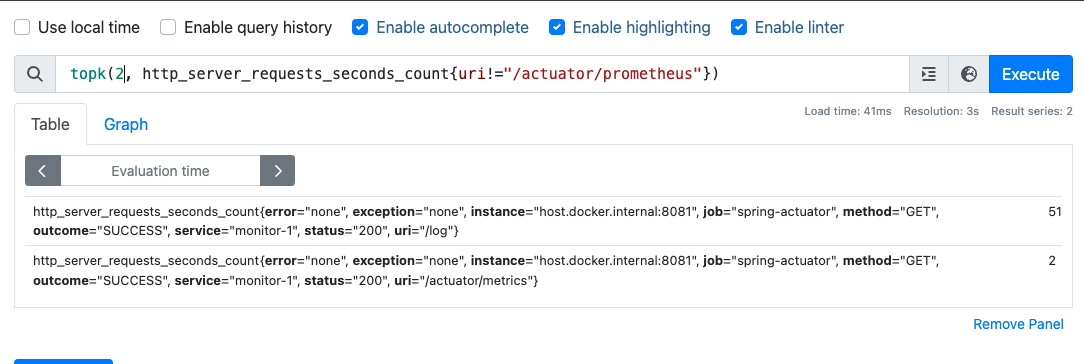 Use local time Enable query history Enable autocomplete Enable highlighting Enable linter
topk(2, http_server_requests_seconds_count{uri!="/actuator/prometheus"}) Execute
Load time: 41ms Resolution: 3s Result series: 2
Table Graph
Evaluation time
http_server_requests_seconds_count{error="none", exception="none", instance="host.docker.internal:8081", job="spring-actuator", method="GET", 51
outcome="SUCCESS", service="monitor-1", status="200", uri="/log"}
http_server_requests_seconds_count{error="none", exception="none", instance="host.docker.internal:8081", job="spring-actuator", method="GET", 2
outcome="SUCCESS", service="monitor-1", status="200", uri="/actuator/metrics"}
Remove Panel